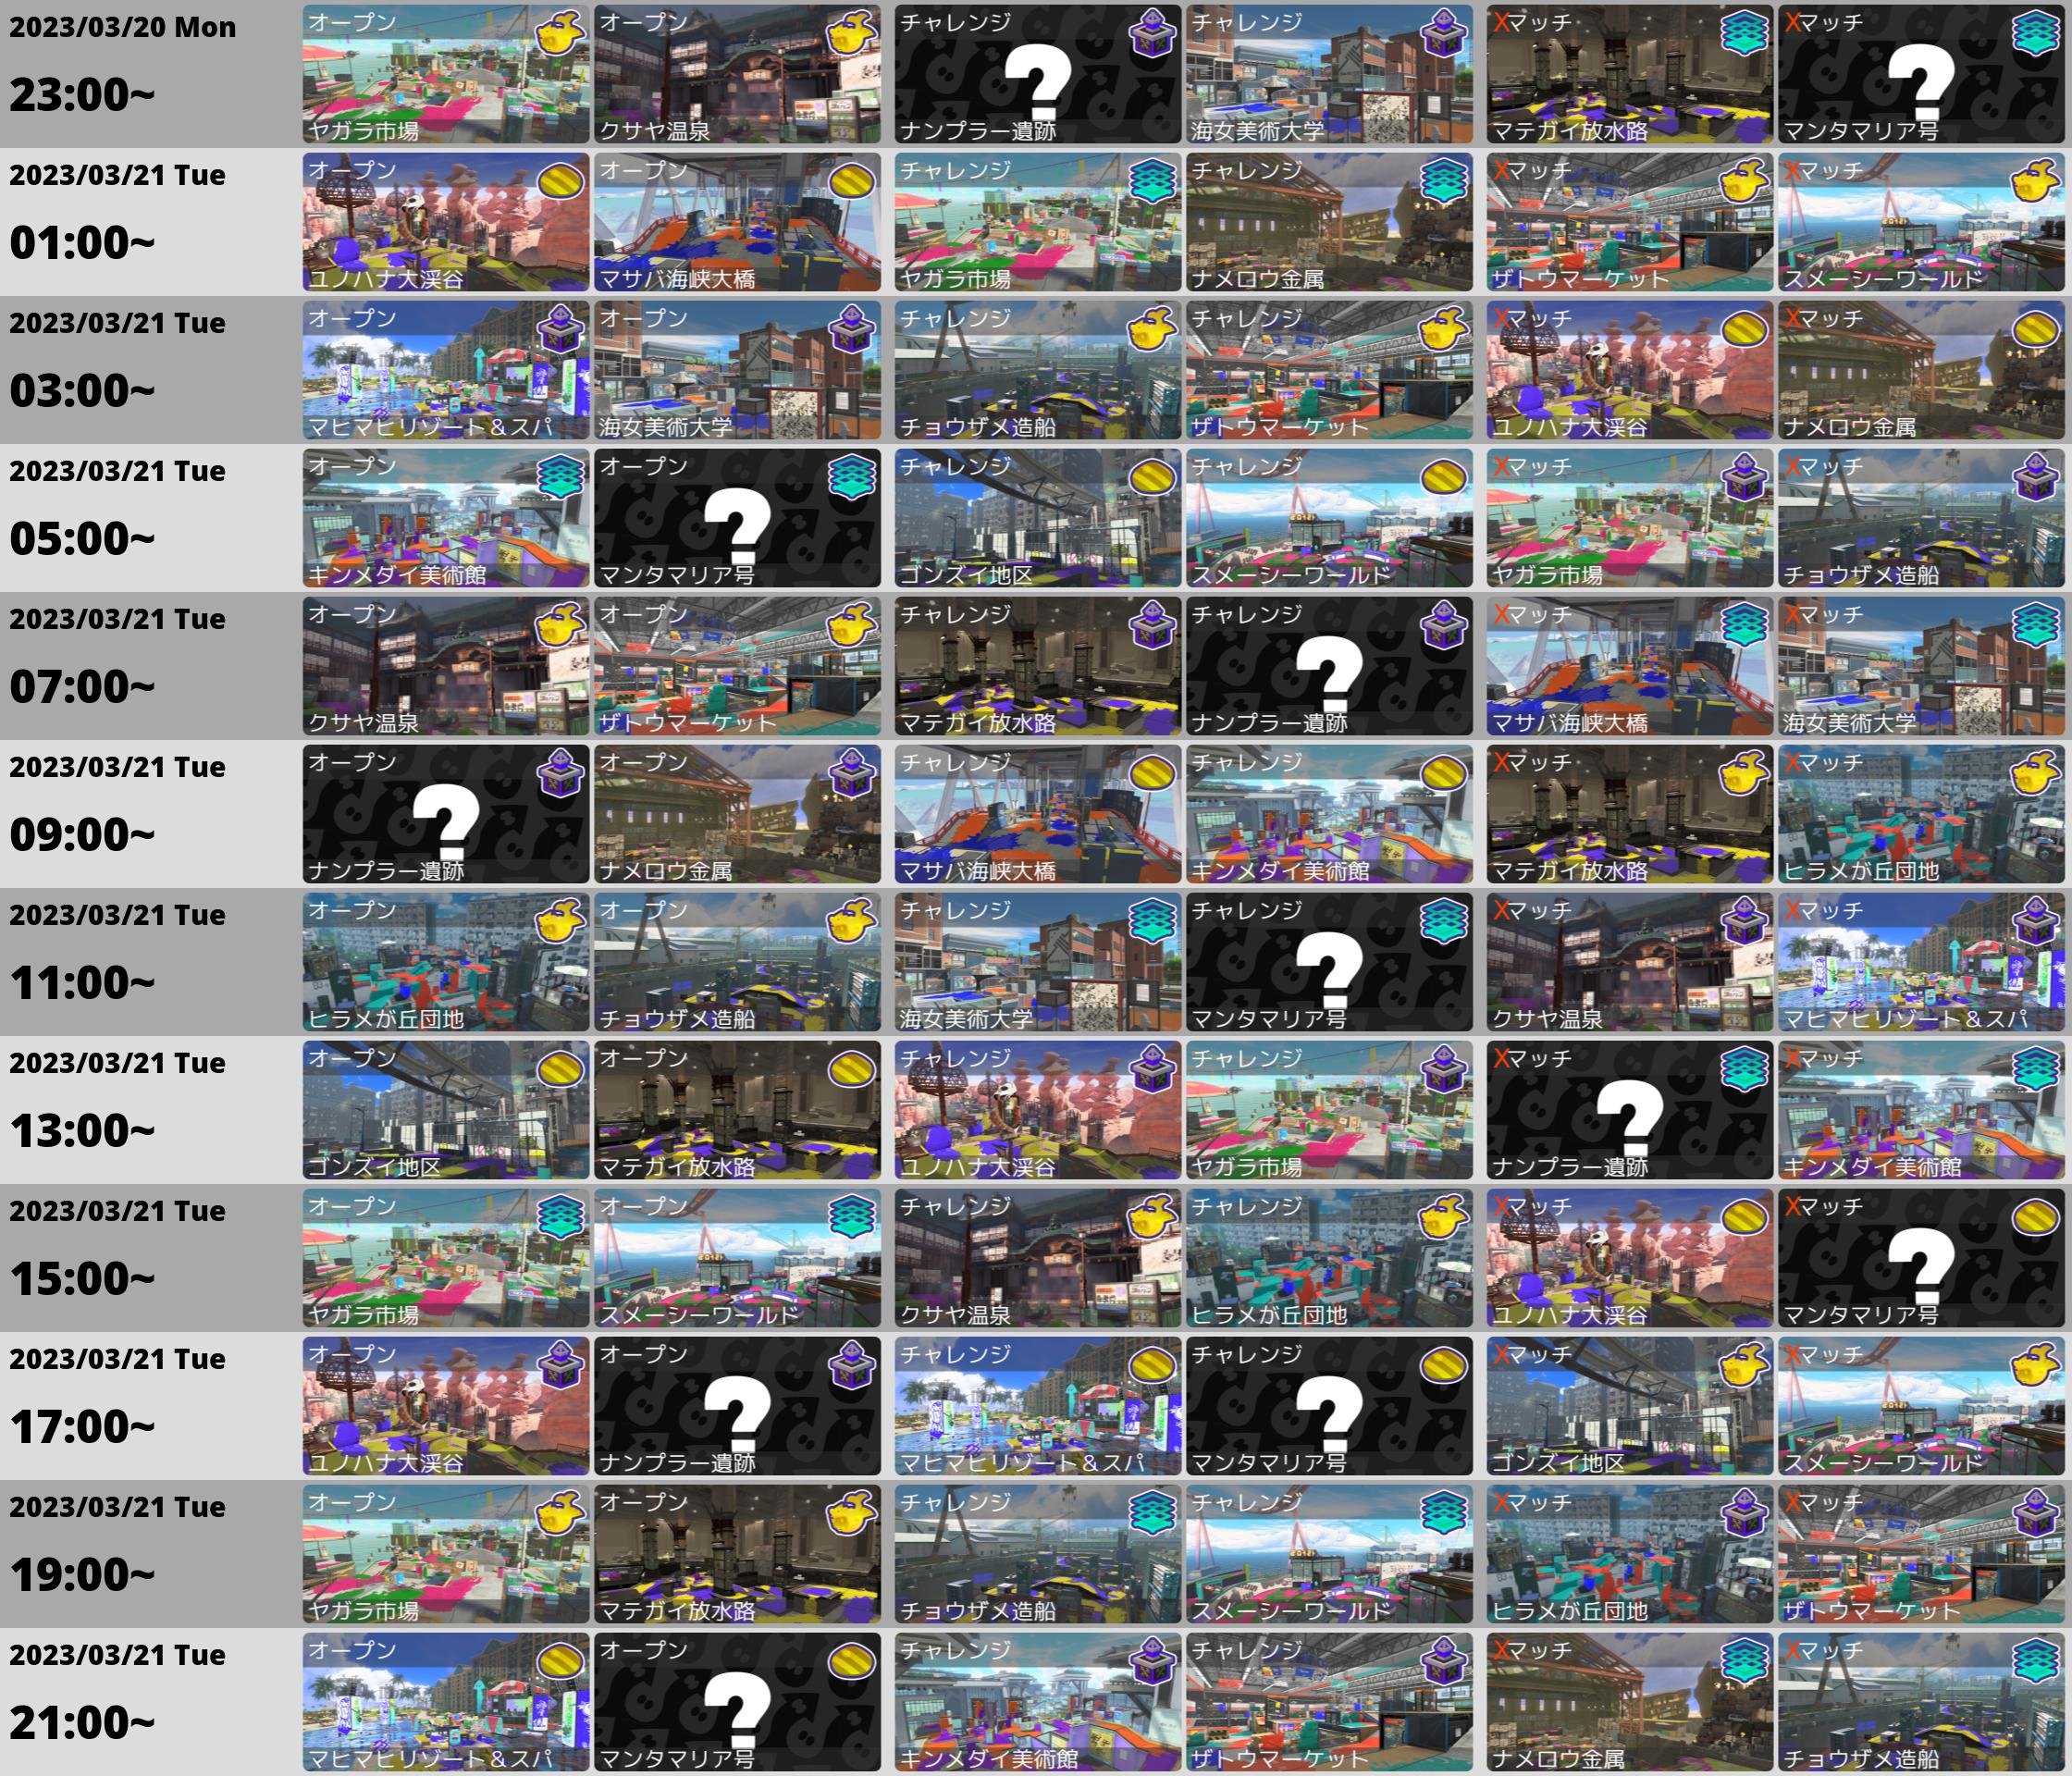 2023/03/20 Mon
23:00~
オープン オープン チャレンジ チャレンジ Xマッチ Xマッチ
ヤガラ市場 クサヤ温泉 ナンプラー遺跡 海女美術大学 マテガイ放水路 マンタマリア号
2023/03/21 Tue
01:00~
オープン オープン チャレンジ チャレンジ Xマッチ Xマッチ
ユノハナ大渓谷 マサバ海峡大橋 ヤガラ市場 ナメロウ金属 ザトウマーケット スメーシーワールド
2023/03/21 Tue
03:00~
オープン オープン チャレンジ チャレンジ Xマッチ Xマッチ
マヒマヒリゾート＆スパ 海女美術大学 チョウザメ造船 ザトウマーケット ユノハナ大渓谷 ナメロウ金属
2023/03/21 Tue
05:00~
オープン オープン チャレンジ チャレンジ Xマッチ Xマッチ
キンメダイ美術館 マンタマリア号 ゴンズイ地区 スメーシーワールド ヤガラ市場 チョウザメ造船
2023/03/21 Tue
07:00~
オープン オープン チャレンジ チャレンジ Xマッチ Xマッチ
クサヤ温泉 ザトウマーケット マテガイ放水路 ナンプラー遺跡 マサバ海峡大橋 海女美術大学
2023/03/21 Tue
09:00~
オープン オープン チャレンジ チャレンジ Xマッチ Xマッチ
ナンプラー遺跡 ナメロウ金属 マサバ海峡大橋 キンメダイ美術館 マテガイ放水路 ヒラメが丘団地
2023/03/21 Tue
11:00~
オープン オープン チャレンジ チャレンジ Xマッチ Xマッチ
ヒラメが丘団地 チョウザメ造船 海女美術大学 マンタマリア号 クサヤ温泉 マヒマヒリゾート＆スパ
2023/03/21 Tue
13:00~
オープン オープン チャレンジ チャレンジ Xマッチ Xマッチ
ゴンズイ地区 マテガイ放水路 ユノハナ大渓谷 ヤガラ市場 ナンプラー遺跡 キンメダイ美術館
2023/03/21 Tue
15:00~
オープン オープン チャレンジ チャレンジ Xマッチ Xマッチ
ヤガラ市場 スメーシーワールド クサヤ温泉 ヒラメが丘団地 ユノハナ大渓谷 マンタマリア号
2023/03/21 Tue
17:00~
オープン オープン チャレンジ チャレンジ Xマッチ Xマッチ
ユノハナ大渓谷 ナンプラー遺跡 マヒマヒリゾート＆スパ マンタマリア号 ゴンズイ地区 スメーシーワールド
2023/03/21 Tue
19:00~
オープン オープン チャレンジ チャレンジ Xマッチ Xマッチ
ヤガラ市場 マテガイ放水路 チョウザメ造船 スメーシーワールド ヒラメが丘団地 ザトウマーケット
2023/03/21 Tue
21:00~
オープン オープン チャレンジ チャレンジ Xマッチ Xマッチ
マヒマヒリゾート＆スパ マンタマリア号 キンメダイ美術館 ザトウマーケット ナメロウ金属 チョウザメ造船